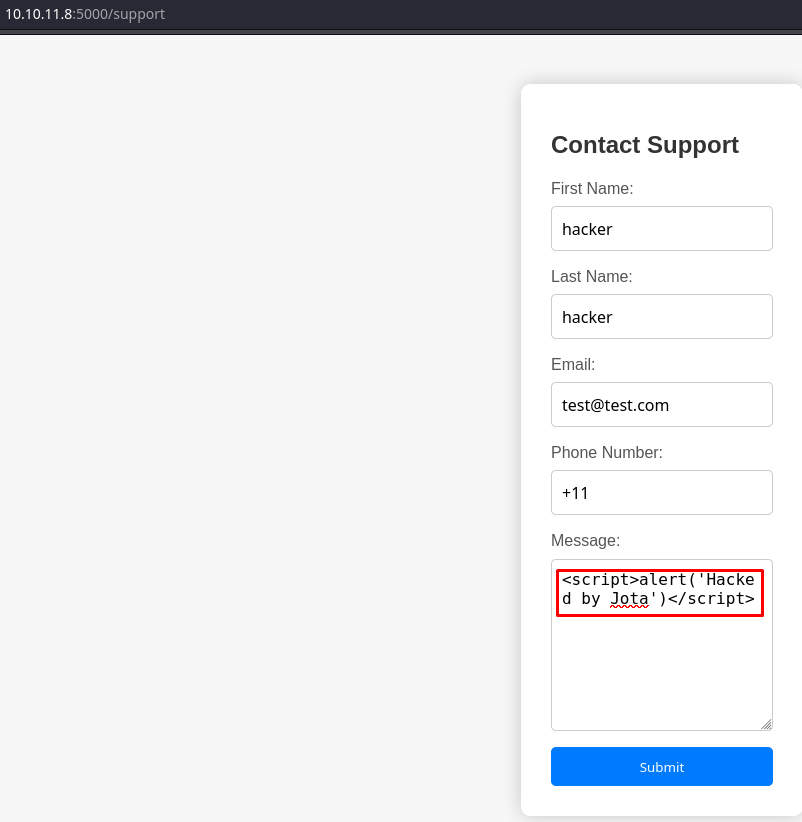 10.10.11.8:5000/support
Contact Support
First Name:
hacker
Last Name:
hacker
Email:
test@test.com
Phone Number:
+11
Message:
<script>alert('Hacke
d by Jota')</script>
Submit